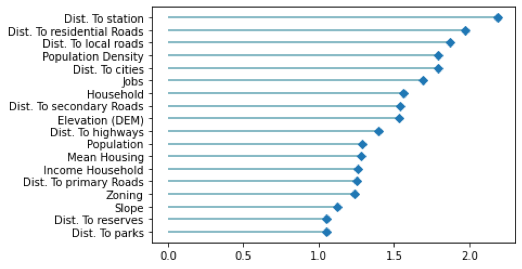 Dist. To station
Dist. To residential Roads
Dist. To local roads
Population Density
Dist. To cities
Jobs
Household
Dist. To secondary Roads
Elevation (DEM)
Dist. To highways
Population
Mean Housing
Income Household
Dist. To primary Roads
Zoning
Slope
Dist. To reserves
Dist. To parks
0.0 0.5 1.0 1.5 2.0